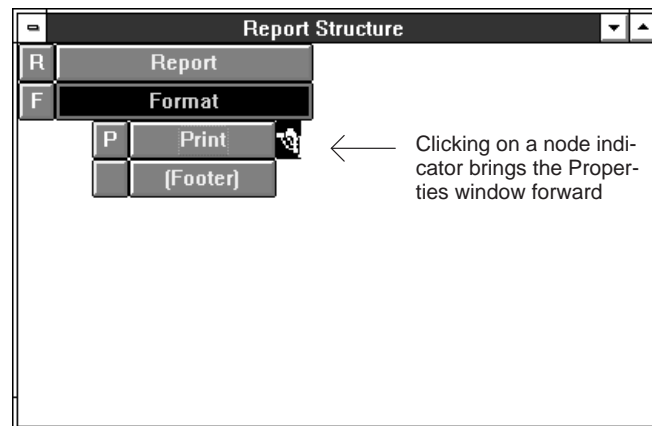 Report Structure
R Report
F Format
P Print
(Footer)
Clicking on a node indi-
cator brings the Proper-
ties window forward